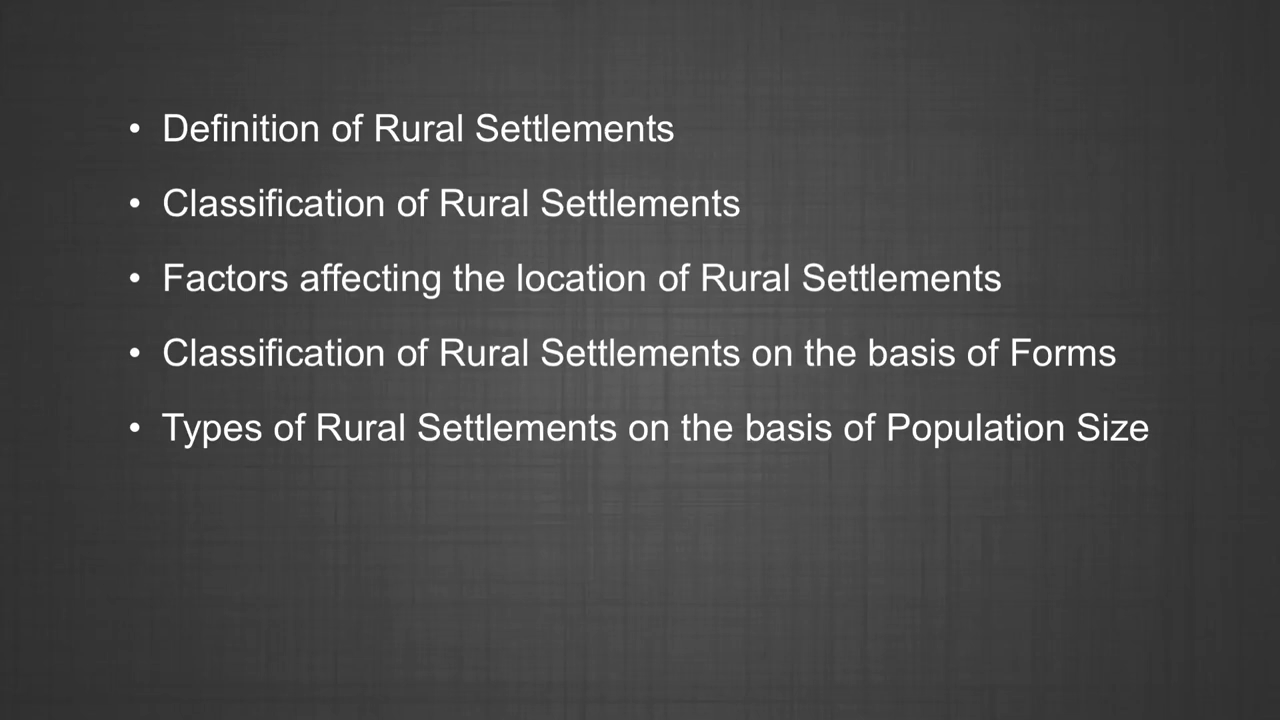 • Definition of Rural Settlements
• Classification of Rural Settlements
• Factors affecting the location of Rural Settlements
• Classification of Rural Settlements on the basis of Forms
• Types of Rural Settlements on the basis of Population Size